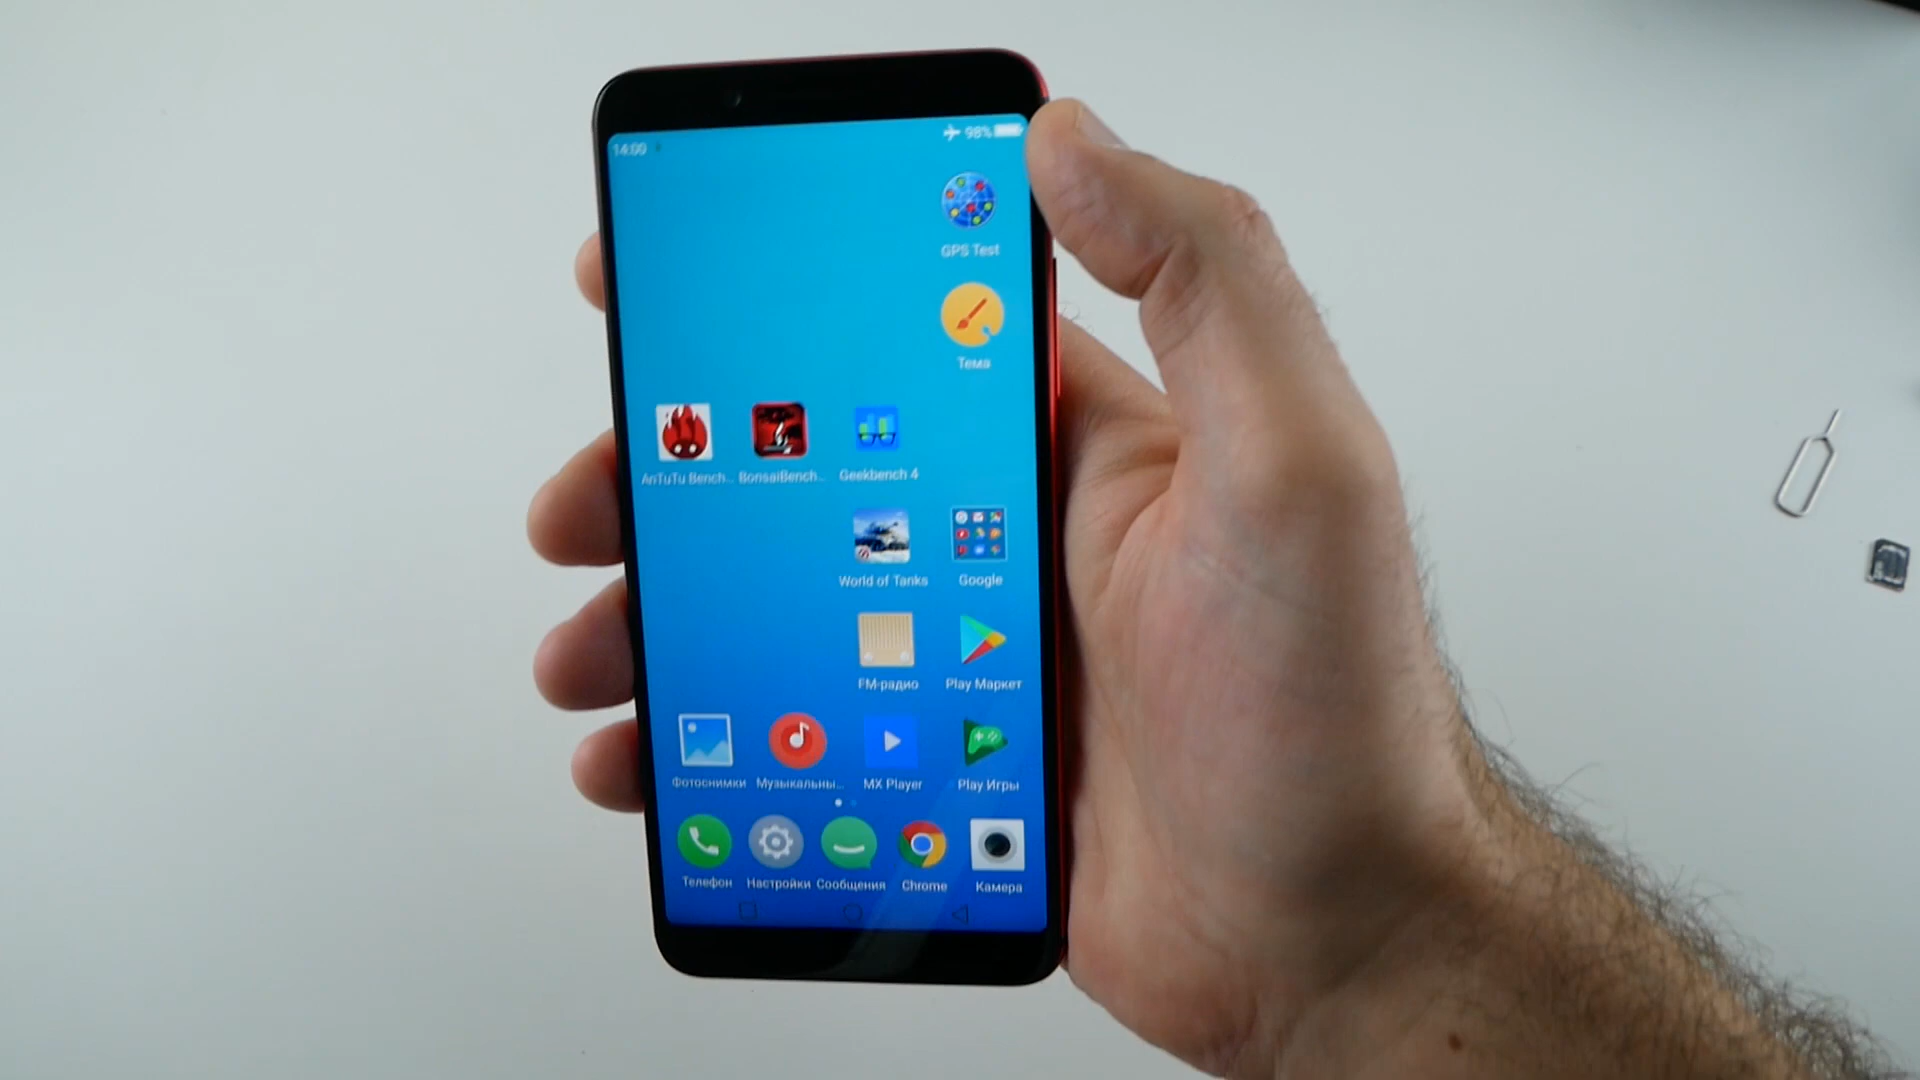 14:00
98%
GPS Test
Тема
AnTuTu Bench...
BonsaiBench...
Geekbench 4
World of Tanks
Google
FM-радио
Play Маркет
Фотоснимки
Музыкальны...
MX Player
Play Игры
Телефон
Настройки
Сообщения
Chrome
Камера